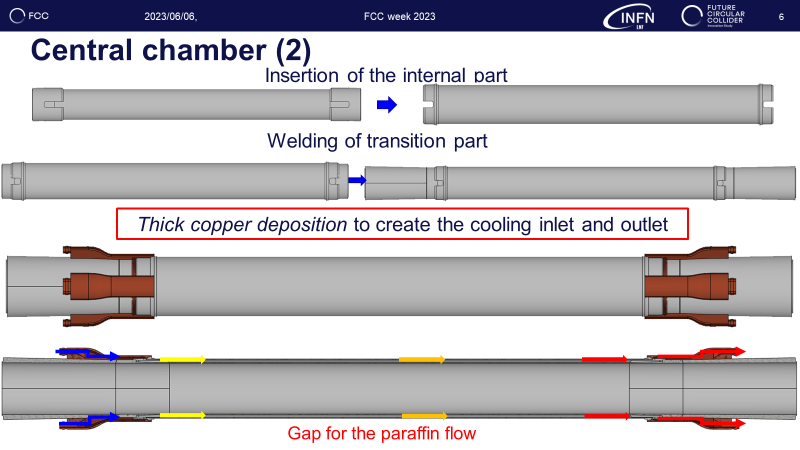 FCC
2023/06/06,
FCC week 2023
INFN
LNF
FUTURE
CIRCULAR
COLLIDER
Innovation Study
6
Central chamber (2)
Insertion of the internal part
Welding of transition part
Thick copper deposition to create the cooling inlet and outlet
Gap for the paraffin flow